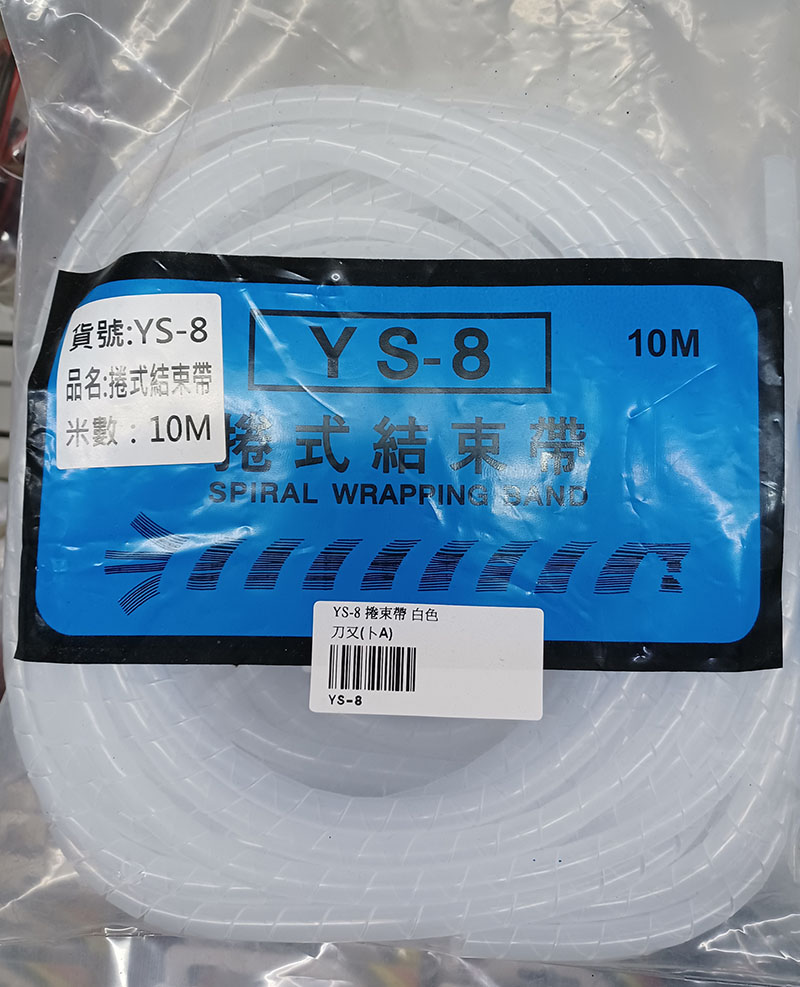 貨號:YS-8
品名:捲式結束帶
米數：10M
YS-8
10M
捲式結束帶
SPIRAL WRAPPING BAND
YS-8 捲束帶 白色
刀叉(卜A)
YS-8